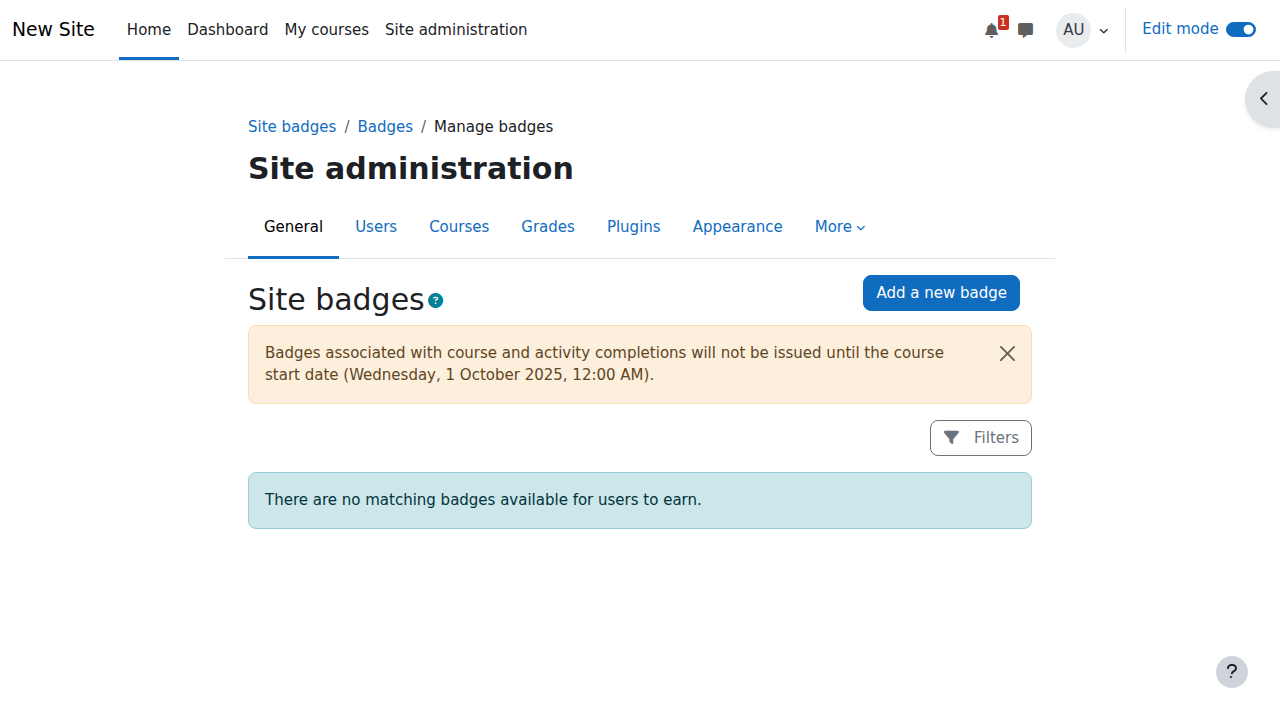 New Site
Home
Dashboard
My courses
Site administration
1
AU
Edit mode
Site badges / Badges / Manage badges
Site administration
General
Users
Courses
Grades
Plugins
Appearance
More
Site badges
?
Add a new badge
Badges associated with course and activity completions will not be issued until the course
start date (Wednesday, 1 October 2025, 12:00 AM).
Filters
There are no matching badges available for users to earn.
?